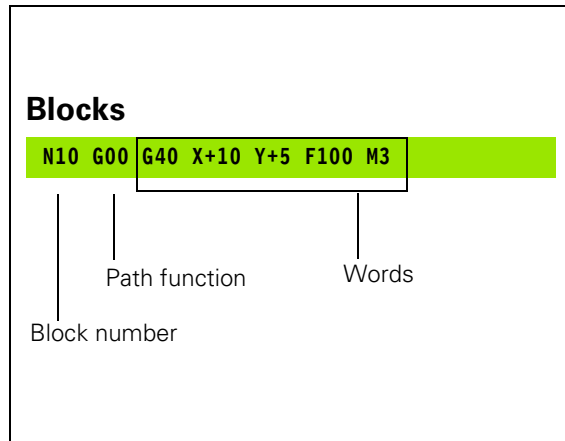 Blocks
N10 G00 G40 X+10 Y+5 F100 M3
Path function Words
Block number